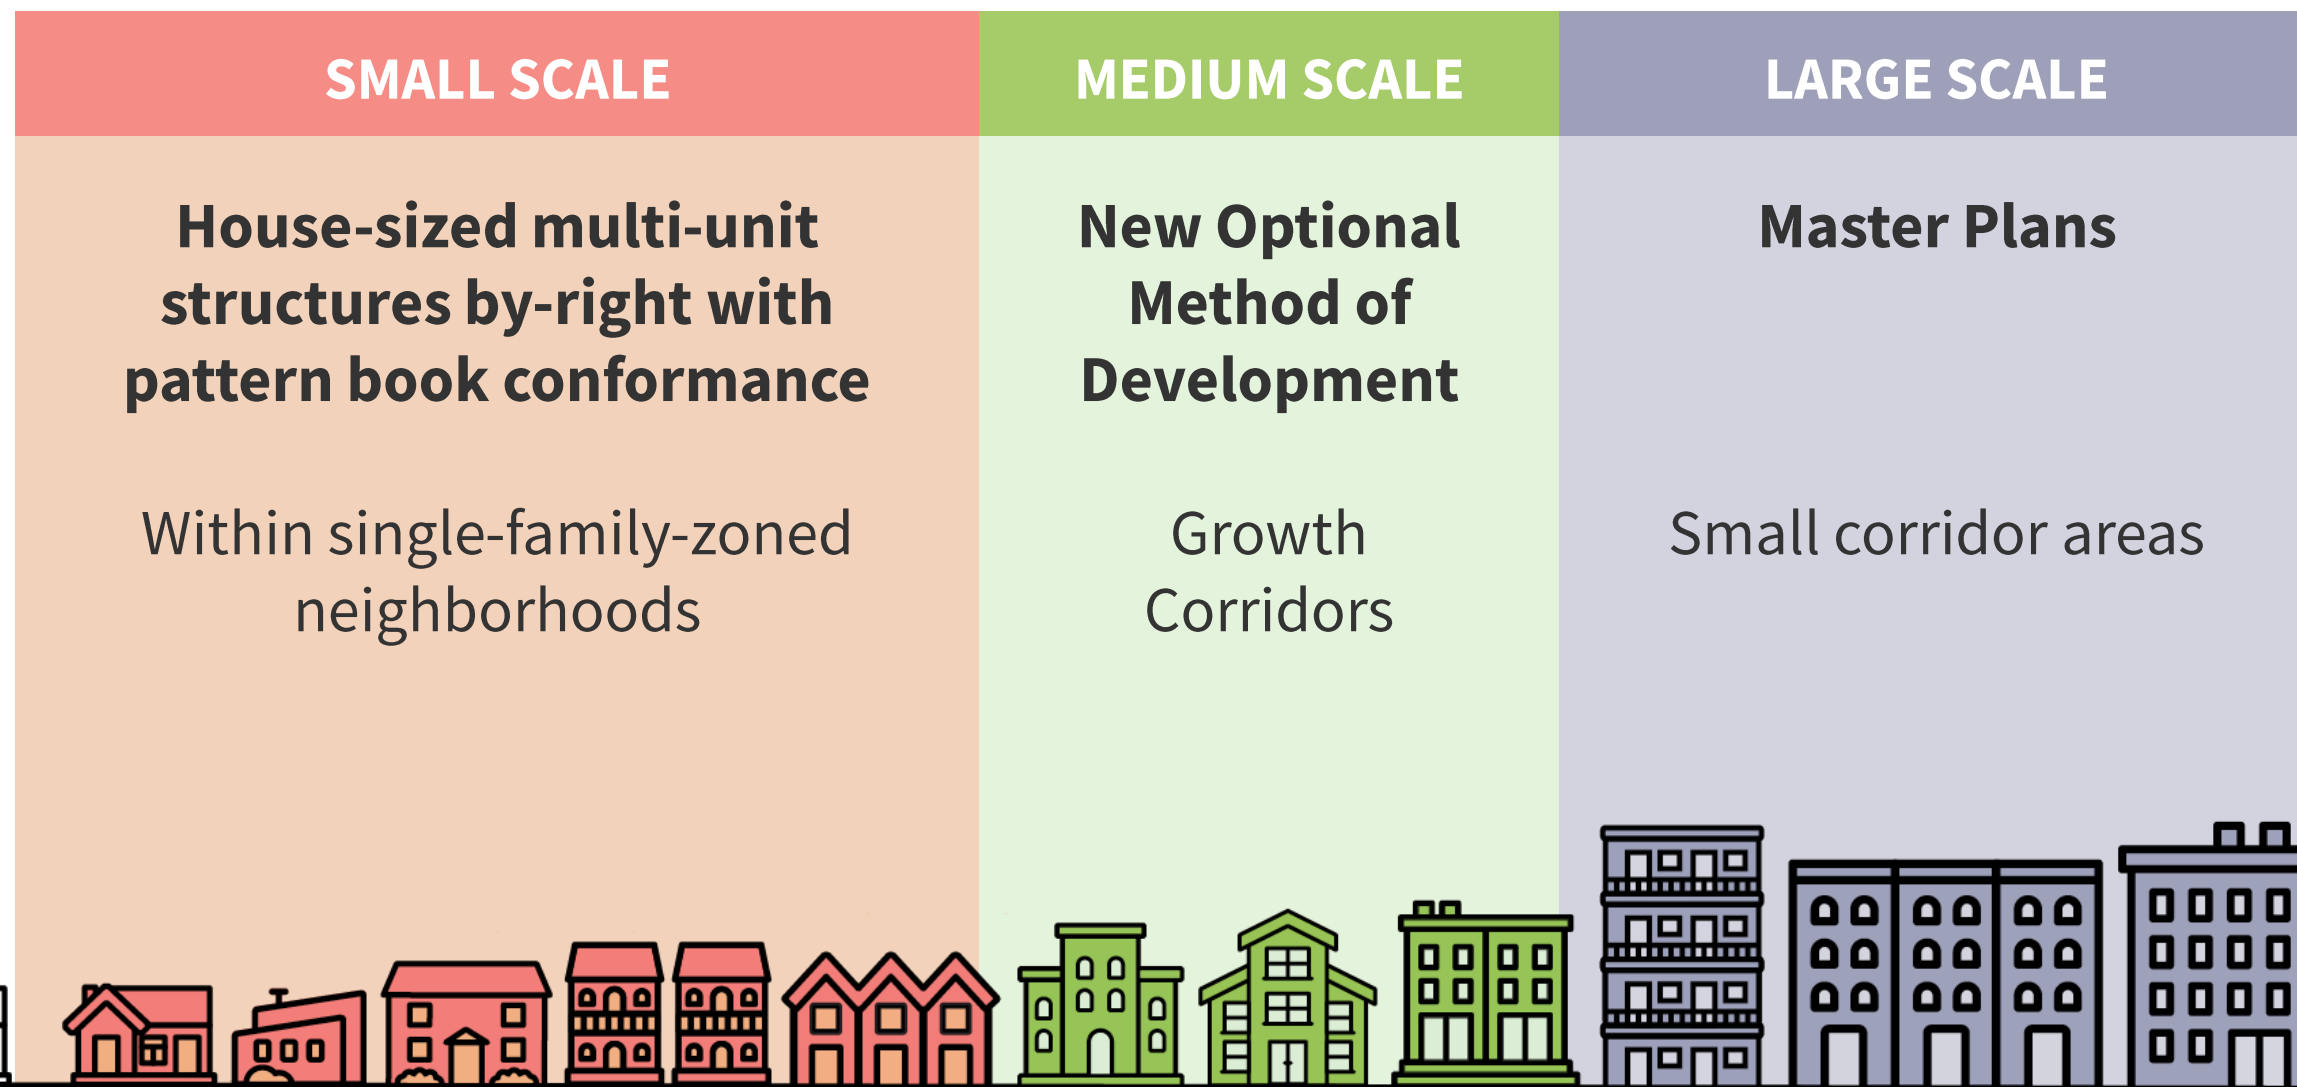 SMALL SCALE
House-sized multi-unit
structures by-right with
pattern book conformance
Within single-family-zoned
neighborhoods
MEDIUM SCALE
New Optional
Method of
Development
Growth
Corridors
LARGE SCALE
Master Plans
Small corridor areas